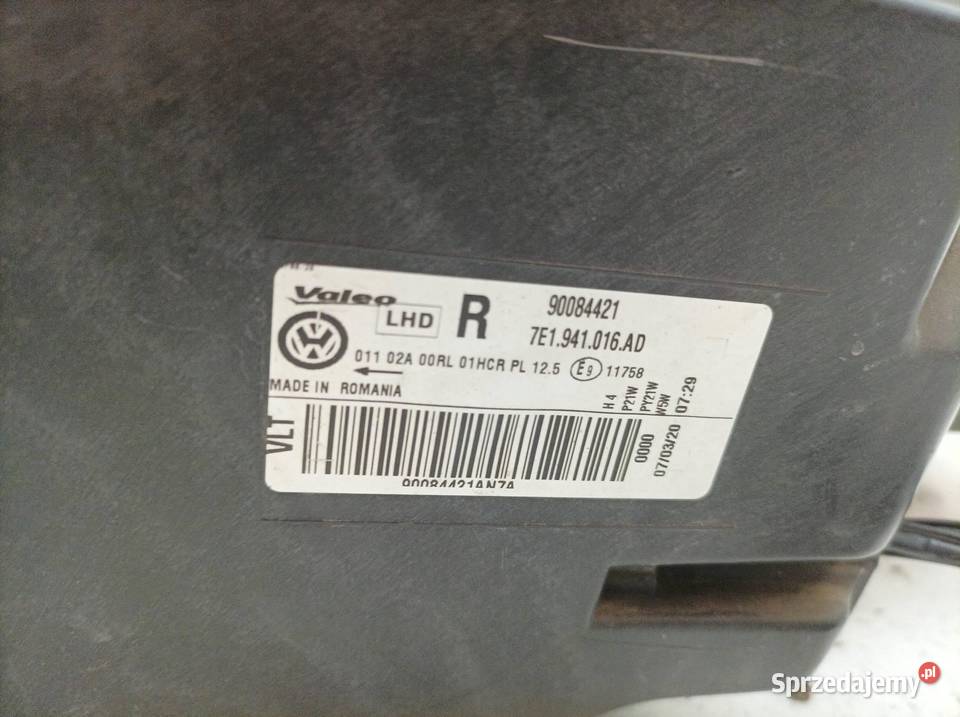 Valeo
LHD R 90084421
7E1.941.016.AD
011 02A 00RL 01HCR PL 12.5 E9 11758
MADE IN ROMANIA
H4
P21W
PY21W
W5W
07/03/20 07:29
0000
VLT
90084421AN7A
Sprzedajemy.pl